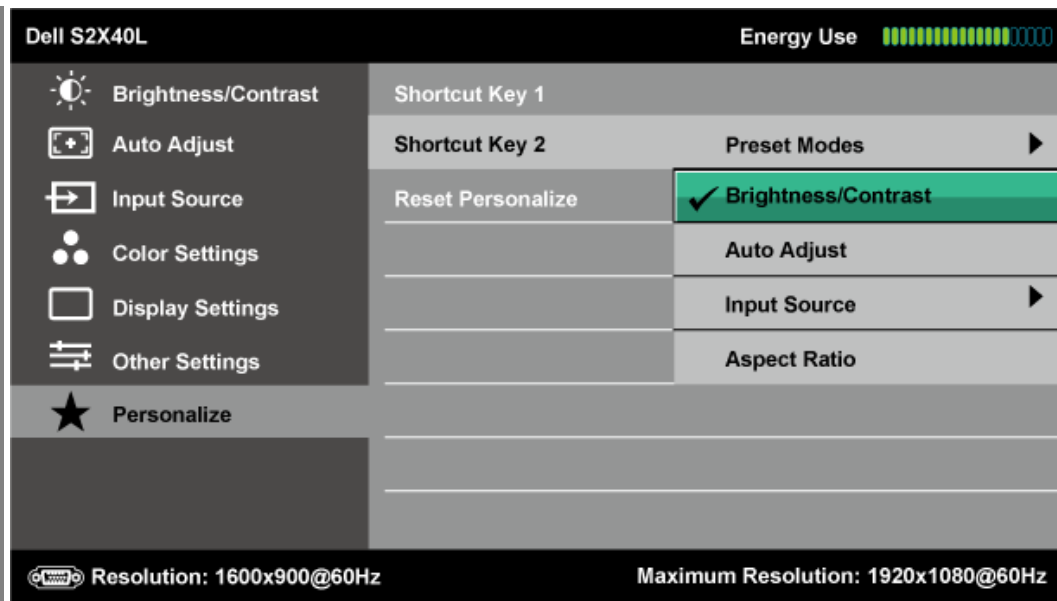 Dell S2X40L Energy Use
Brightness/Contrast Shortcut Key 1
Auto Adjust Shortcut Key 2 Preset Modes
Input Source Reset Personalize Brightness/Contrast
Color Settings Auto Adjust
Display Settings Input Source
Other Settings Aspect Ratio
Personalize
Resolution: 1600x900@60Hz Maximum Resolution: 1920x1080@60Hz